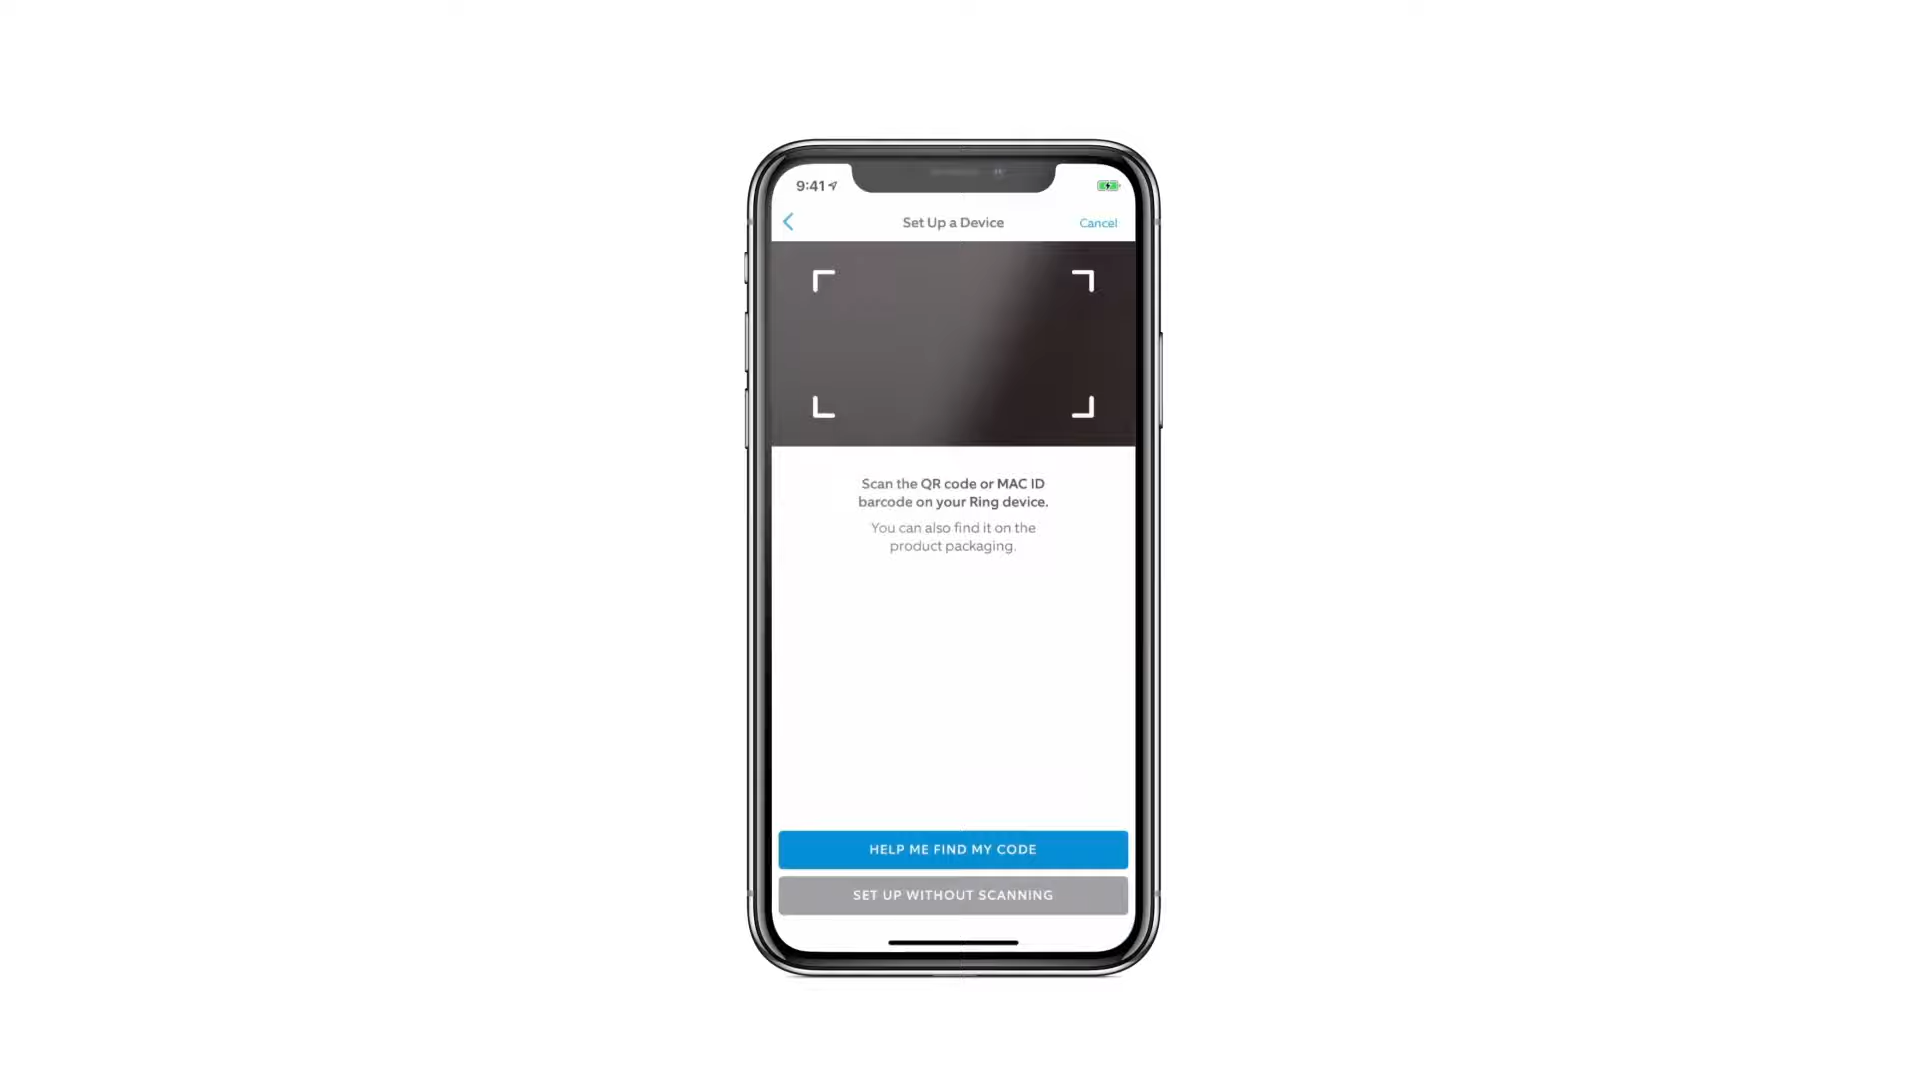 9:41
Set Up a Device
Cancel
Scan the QR code or MAC ID
barcode on your Ring device.
You can also find it on the
product packaging.
HELP ME FIND MY CODE
SET UP WITHOUT SCANNING